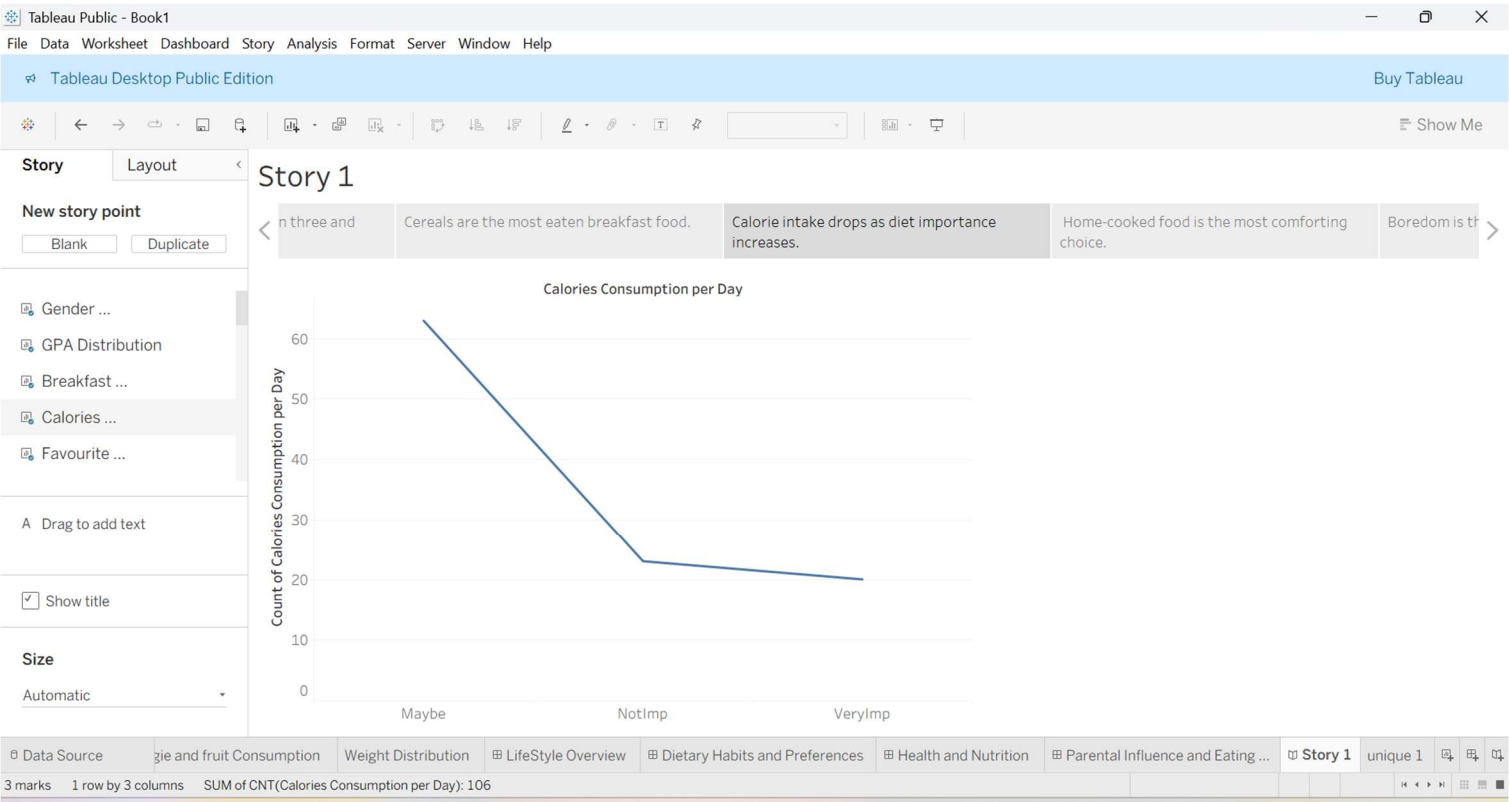 Tableau Public - Book1
File Data Worksheet Dashboard Story Analysis Format Server Window Help
Tableau Desktop Public Edition
Buy Tableau
Show Me
Story Layout
New story point
Blank Duplicate
Gender ...
GPA Distribution
Breakfast ...
Calories ...
Favourite ...
A Drag to add text
Show title
Size
Automatic
Story 1
n three and
Cereals are the most eaten breakfast food.
Calorie intake drops as diet importance
increases.
Home-cooked food is the most comforting
choice.
Boredom is th
Calories Consumption per Day
Count of Calories Consumption per Day
60
50
40
30
20
10
0
Maybe NotImp VeryImp
Data Source gie and fruit Consumption Weight Distribution LifeStyle Overview Dietary Habits and Preferences Health and Nutrition Parental Influence and Eating ... Story 1 unique 1
3 marks 1 row by 3 columns SUM of CNT(Calories Consumption per Day): 106